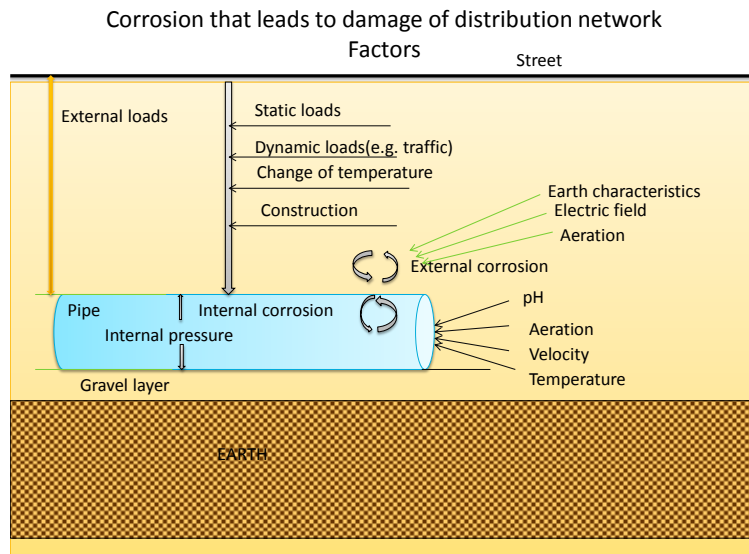 Corrosion that leads to damage of distribution network
Factors
Street
External loads
Static loads
Dynamic loads(e.g. traffic)
Change of temperature
Construction
Earth characteristics
Electric field
Aeration
External corrosion
Pipe
Internal corrosion
Internal pressure
pH
Aeration
Velocity
Temperature
Gravel layer
EARTH